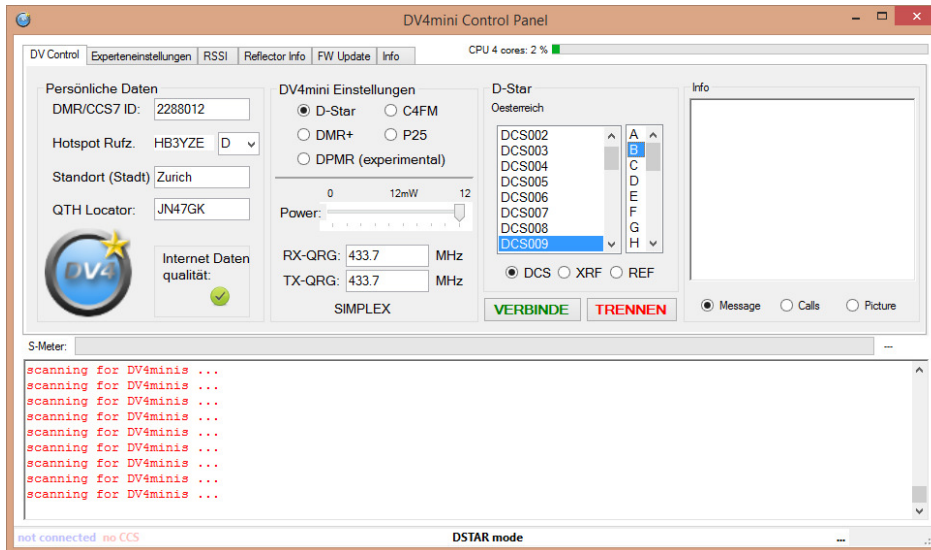 DV4mini Control Panel
DV Control Experteneinstellungen RSSI Reflector Info FW Update Info
CPU 4 cores: 2 %
Persönliche Daten
DMR/CCS7 ID: 2288012
Hotspot Rufz. HB3YZE D
Standort (Stadt) Zurich
QTH Locator: JN47GK
DV4
Internet Daten
qualität:
DV4mini Einstellungen
D-Star C4FM
DMR+ P25
DPMR (experimental)
0 12mW 12
Power:
RX-QRG: 433.7 MHz
TX-QRG: 433.7 MHz
SIMPLEX
D-Star
Oesterreich
DCS002 A
DCS003 B
DCS004 C
DCS005 D
DCS006 E
DCS007 F
DCS008 G
DCS009 H
DCS XRF REF
VERBINDE TRENNEN
Info
Message Calls Picture
S-Meter: ---
scanning for DV4minis ...
scanning for DV4minis ...
scanning for DV4minis ...
scanning for DV4minis ...
scanning for DV4minis ...
scanning for DV4minis ...
scanning for DV4minis ...
scanning for DV4minis ...
scanning for DV4minis ...
not connected no CCS DSTAR mode ...